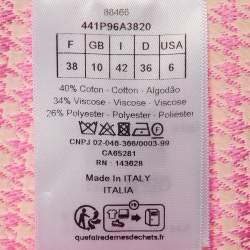 88466
441P96A3820
F GB I D USA
38 10 42 36 6
40% Coton - Cotton - Algodão
34% Viscose - Viscose - Viscose
26% Polyester - Polyester - Poliester
CNPJ 02-048-366/0003-99
CA65281
RN : 143628
Made In ITALY
ITALIA
FR
quefairedemesdechets.fr